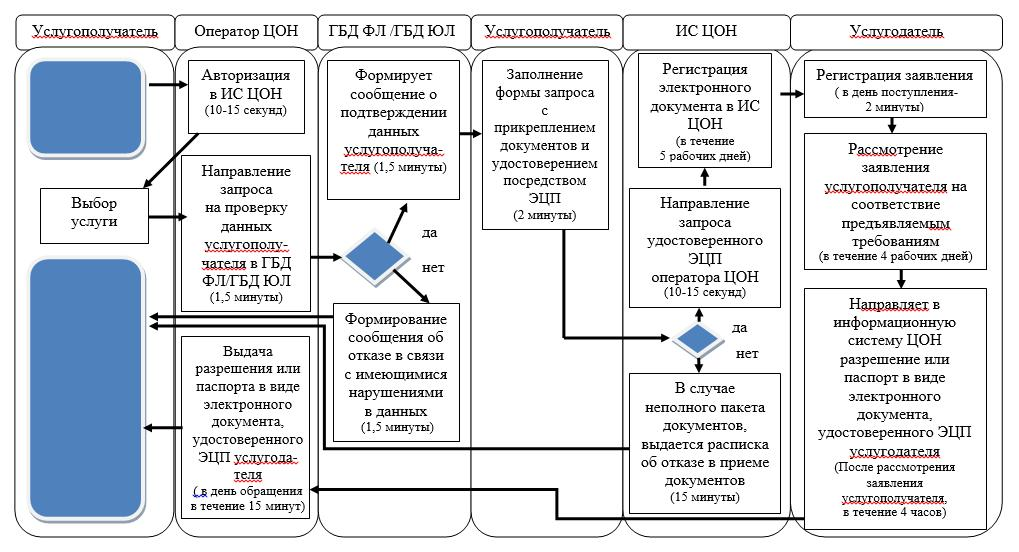 Услугополучатель
Оператор ЦОН
ГБД ФЛ /ГБД ЮЛ
Услугополучатель
ИС ЦОН
Услугодатель
Авторизация
в ИС ЦОН
(10-15 секунд)
Выбор
услуги
Направление
запроса
на проверку
данных
услугополу-
чателя в ГБД
ФЛ/ГБД ЮЛ
(1,5 минуты)
Выдача
разрешения или
паспорта в виде
электронного
документа,
удостоверенного
ЭЦП услугода-
теля
( в день обращения
в течение 15 минут)
Формирует
сообщение о
подтверждении
данных
услугополуча-
теля (1,5 минуты)
да
нет
Формирование
сообщения об
отказе в связи
с имеющимися
нарушениями
в данных
(1,5 минуты)
Заполнение
формы запроса
с
прикреплением
документов и
удостоверением
посредством
ЭЦП
(2 минуты)
Регистрация
электронного
документа в ИС
ЦОН
(в течение
5 рабочих дней)
Направление
запроса
удостоверенного
ЭЦП
оператора ЦОН
(10-15 секунд)
да
нет
В случае
неполного пакета
документов,
выдается расписка
об отказе в приеме
документов
(15 минуты)
Регистрация заявления
( в день поступления-
2 минуты)
Рассмотрение
заявления
услугополучателя на
соответствие
предъявляемым
требованиям
(в течение 4 рабочих дней)
Направляет в
информационную
систему ЦОН
разрешение или
паспорт в виде
электронного
документа,
удостоверенного ЭЦП
услугодателя
(После рассмотрения
заявления
услугополучателя,
в течение 4 часов)